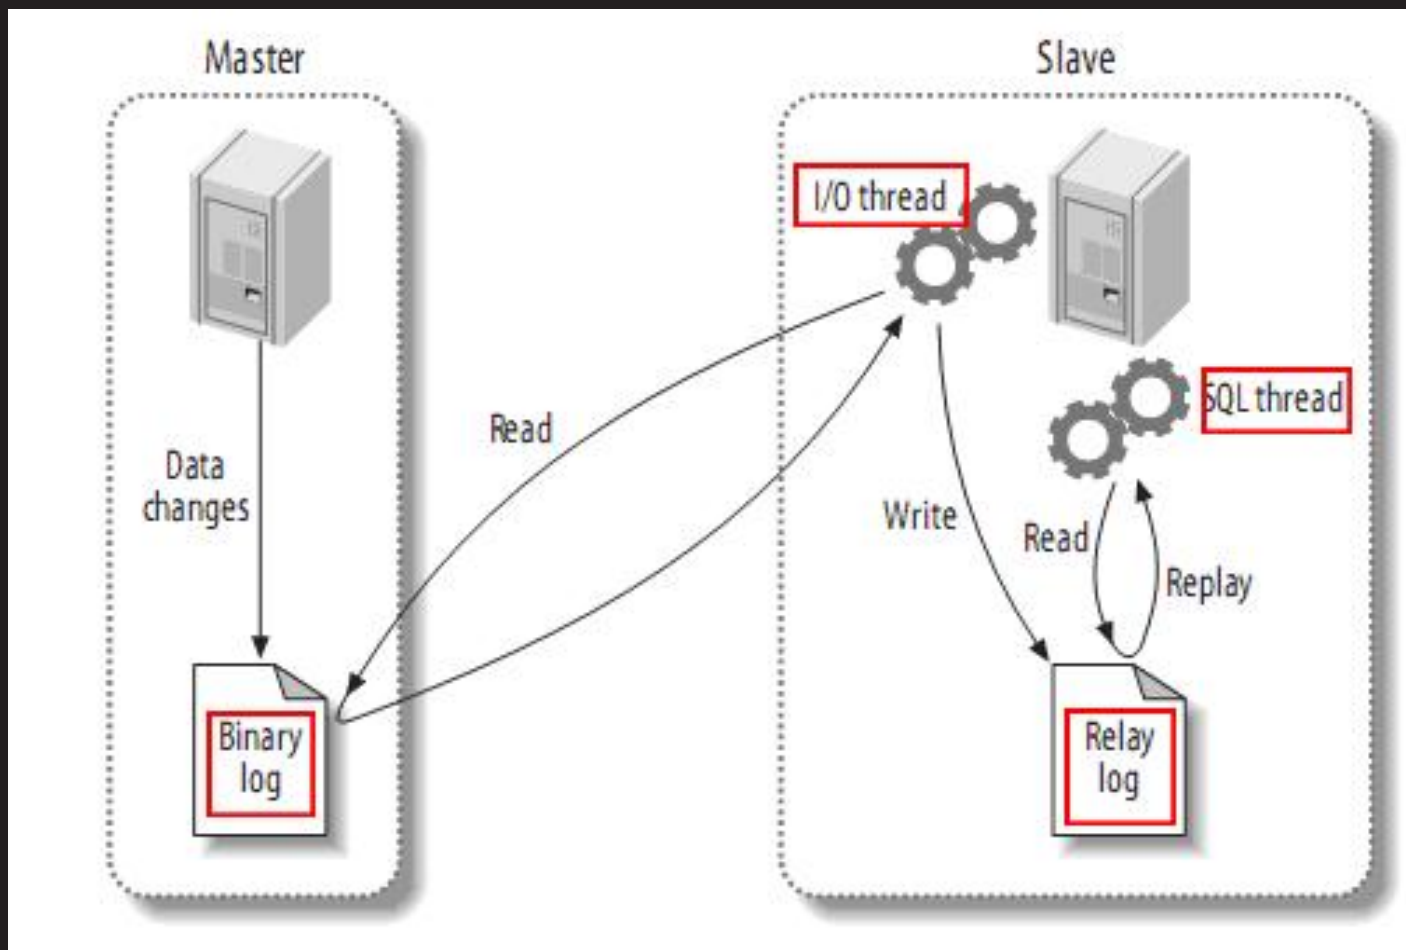 Master
Slave
I/O thread
SQL thread
Read
Data
changes
Write
Read
Replay
Binary
log
Relay
log